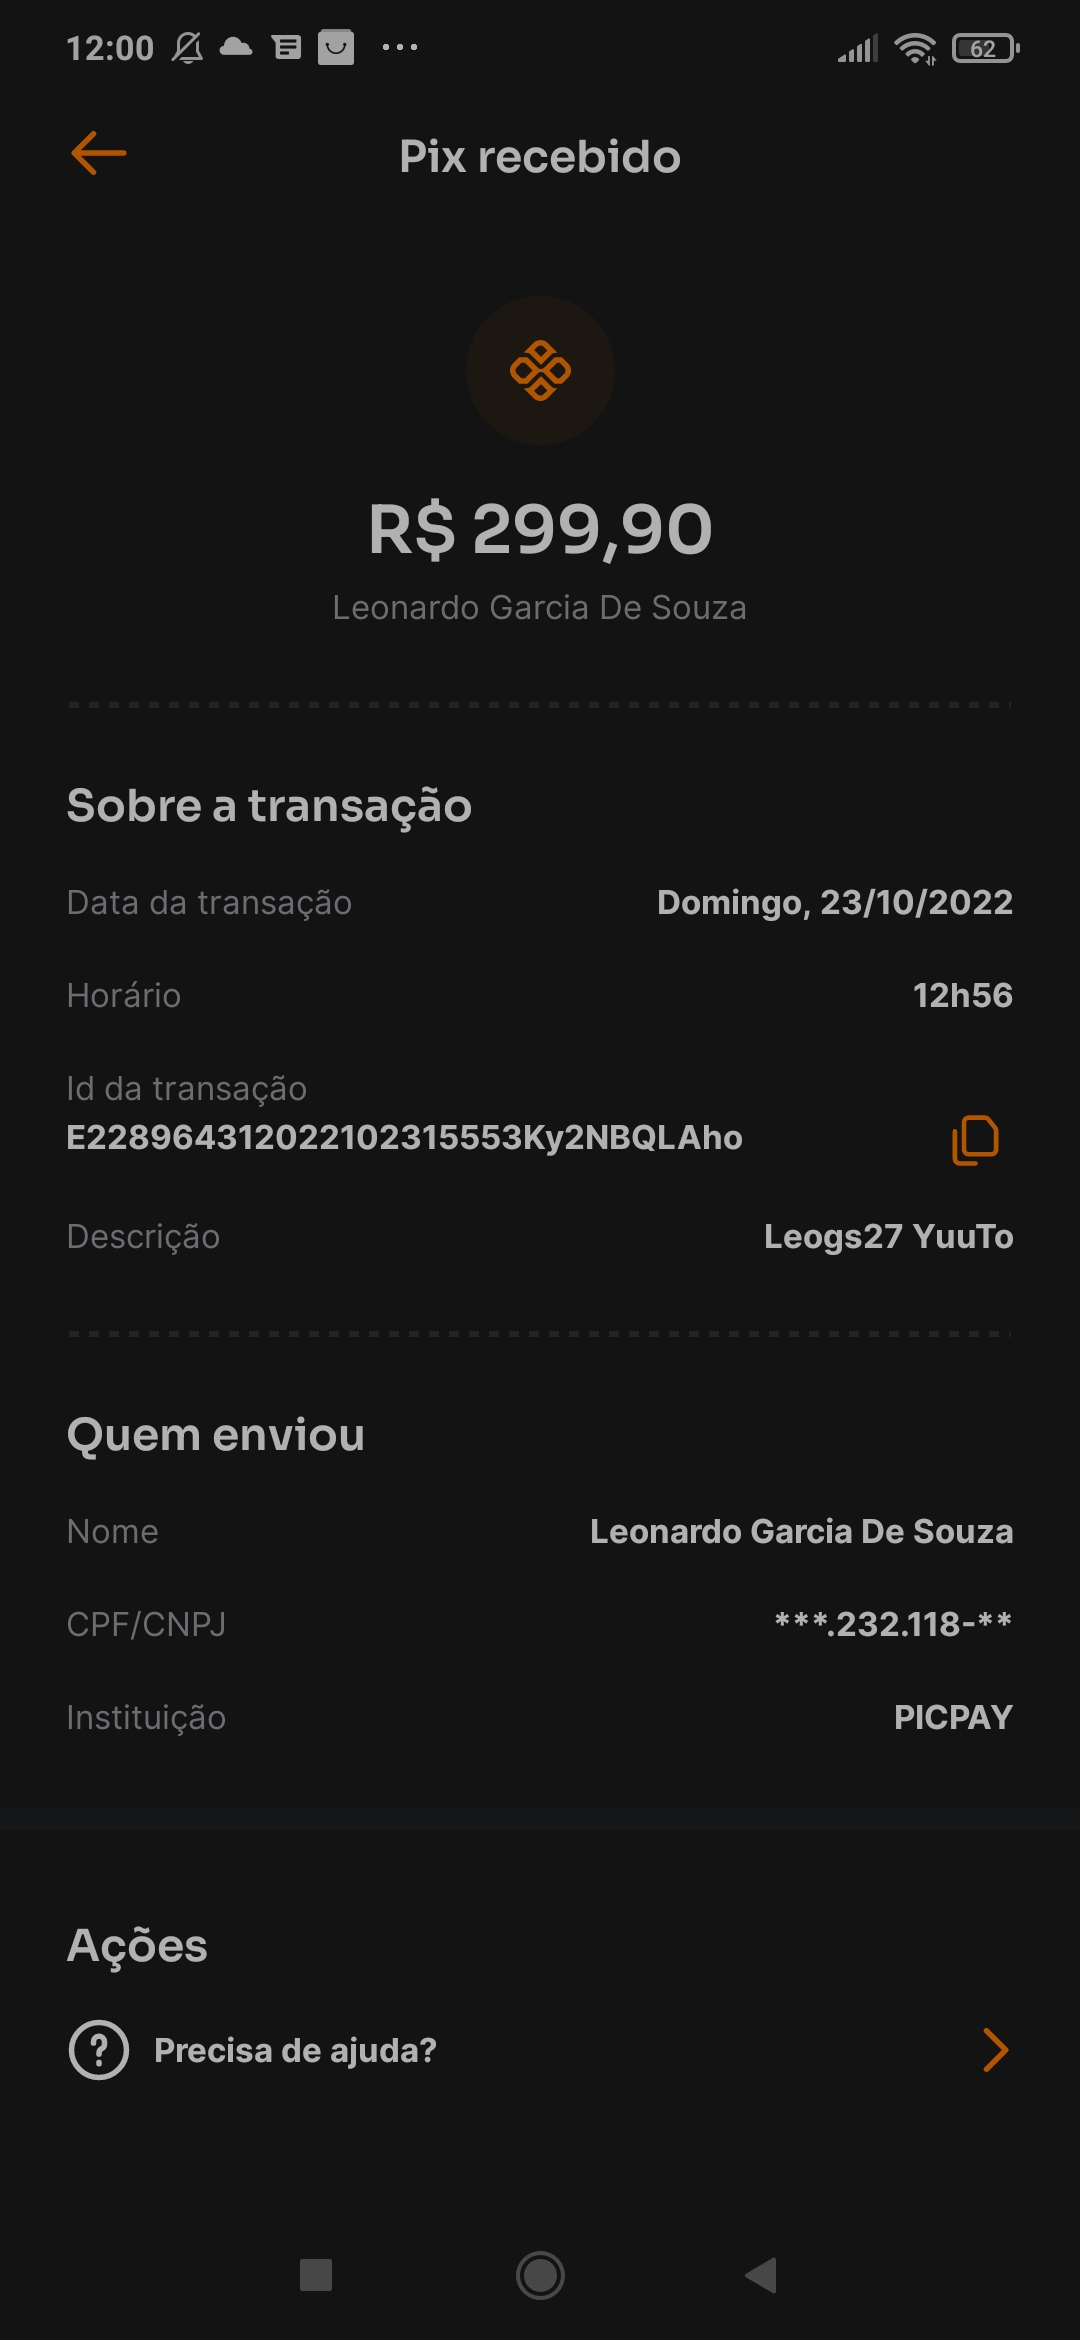 12:00
62
Pix recebido
R$ 299,90
Leonardo Garcia De Souza
Sobre a transação
Data da transação Domingo, 23/10/2022
Horário 12h56
Id da transação
E22896431202210231555​3Ky2NBQLAho
Descrição Leogs27 YuuTo
Quem enviou
Nome Leonardo Garcia De Souza
CPF/CNPJ ***.232.118-**
Instituição PICPAY
Ações
Precisa de ajuda?